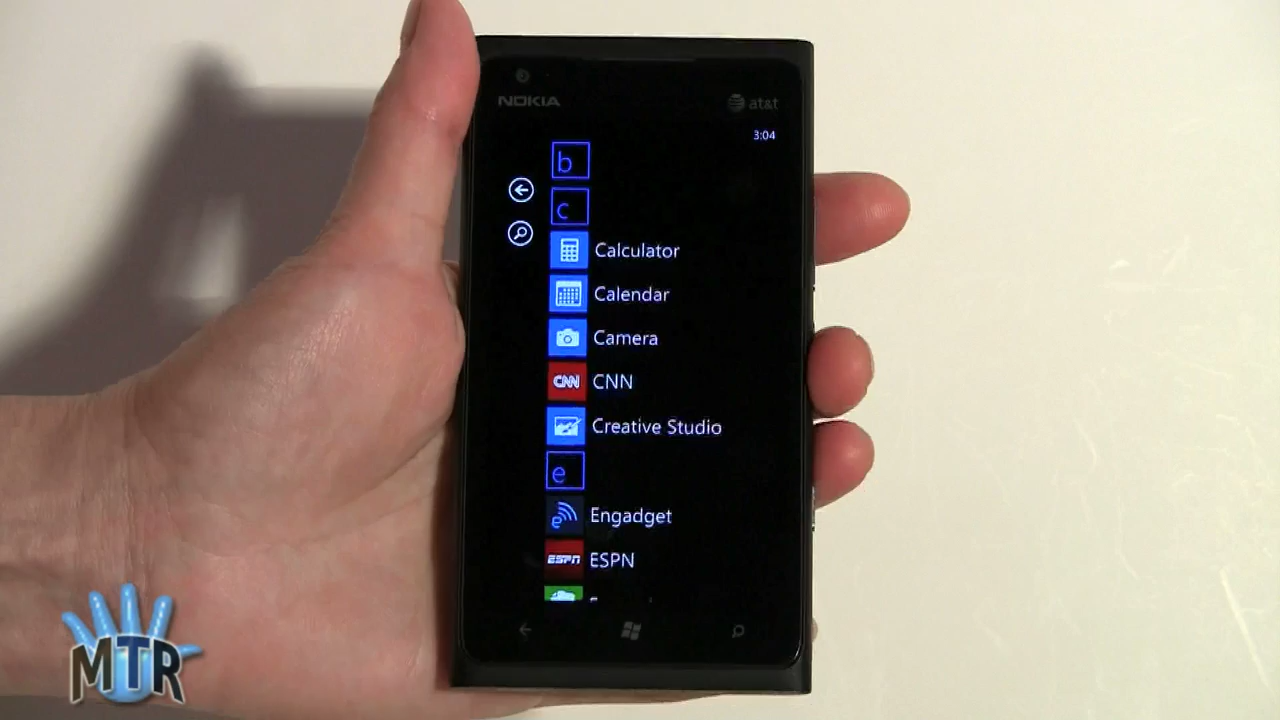 NOKIA
at&t
3:04
b
c
Calculator
Calendar
Camera
CNN
CNN
Creative Studio
e
e
Engadget
ESPN
ESPN
MTR